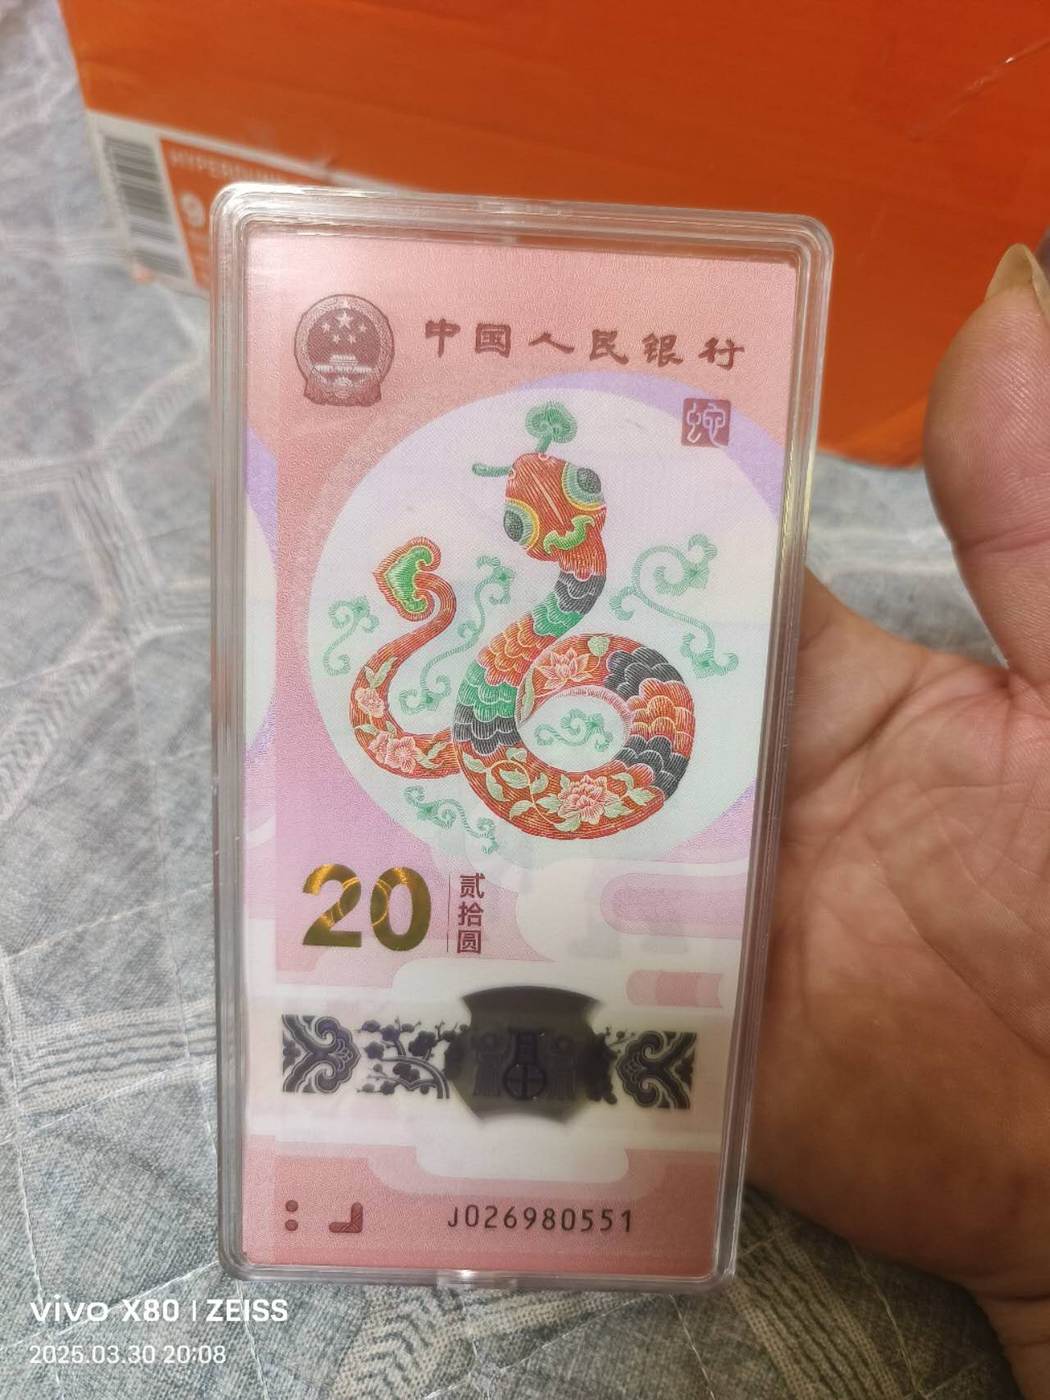 中国人民银行
蛇
20
贰拾圆
J026980551
vivo X80 | ZEISS
2025.03.30 20:08